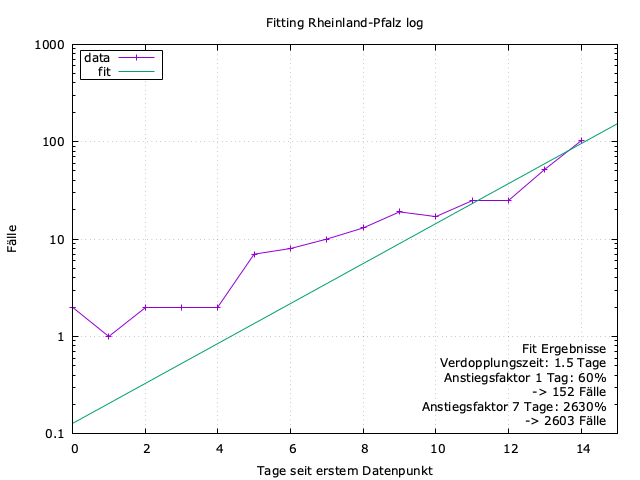 Fitting Rheinland-Pfalz log
1000
100
10
1
0.1
Fälle
data
fit
Fit Ergebnisse
Verdopplungszeit: 1.5 Tage
Anstiegsfaktor 1 Tag: 60%
-> 152 Fälle
Anstiegsfaktor 7 Tage: 2630%
-> 2603 Fälle
0 2 4 6 8 10 12 14
Tage seit erstem Datenpunkt